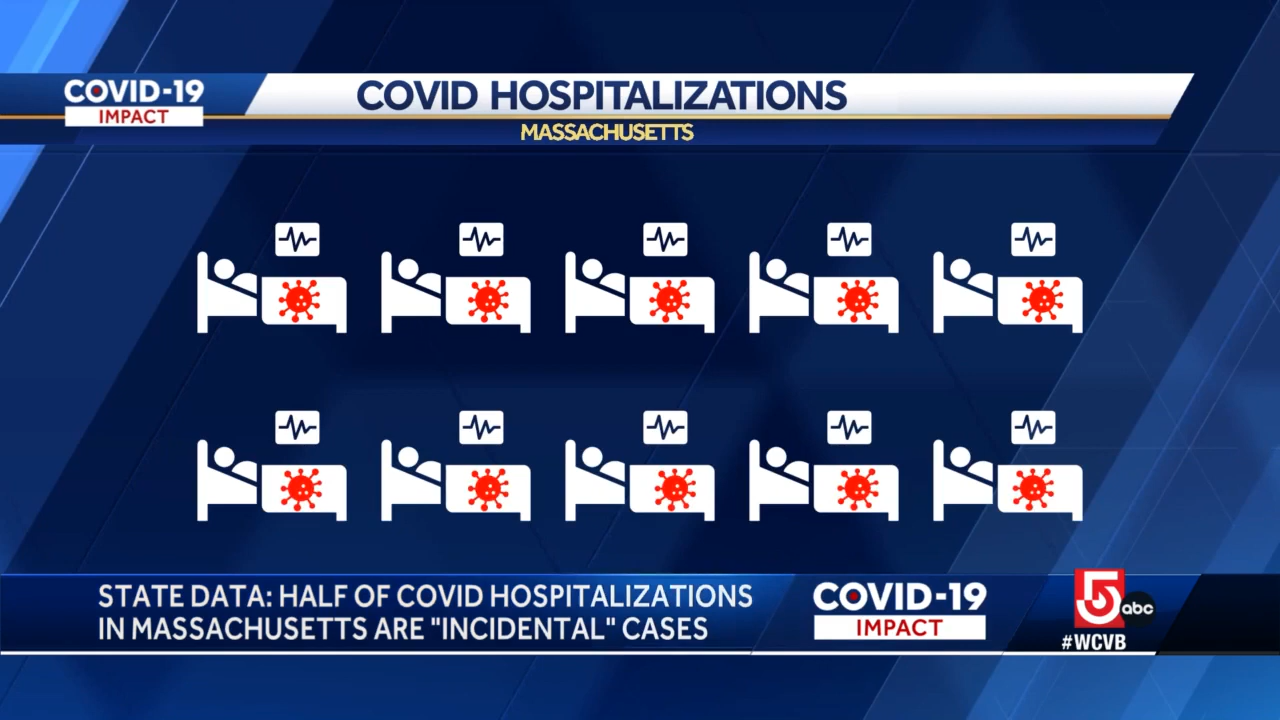 COVID-19
IMPACT
COVID HOSPITALIZATIONS
MASSACHUSETTS
STATE DATA: HALF OF COVID HOSPITALIZATIONS
IN MASSACHUSETTS ARE "INCIDENTAL" CASES
COVID-19
IMPACT
5
abc
#WCVB